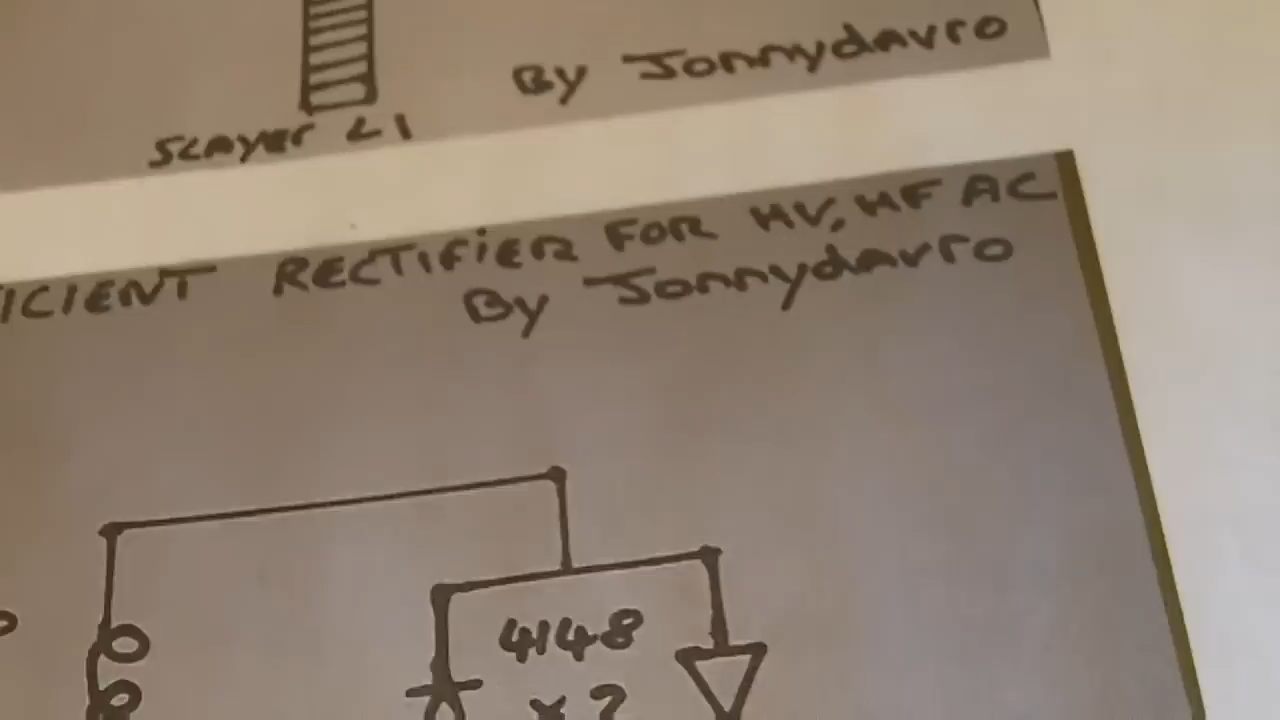 By Jonnydavro
SLAYER L1
ICIENT RECTIFIER FOR HV, HF AC
By Jonnydavro
4148